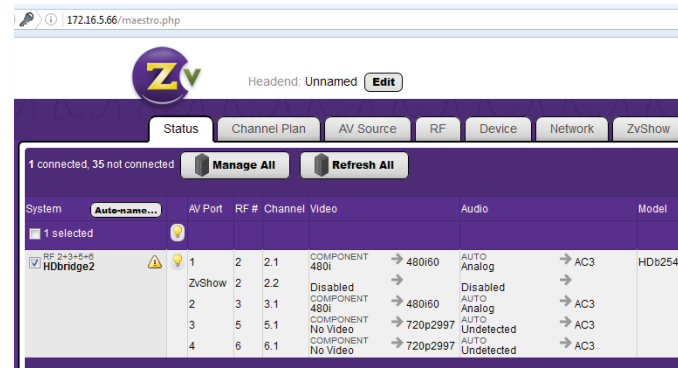 172.16.5.66/maestro.php
Zv
Headend: Unnamed Edit
Status Channel Plan AV Source RF Device Network ZvShow
1 connected, 35 not connected Manage All Refresh All
System Auto-name... AV Port RF # Channel Video Audio Model
1 selected
RF 2+3+5+6
HDbridge2 1 2 2.1 COMPONENT 480i → 480i60 AUTO Analog → AC3 HDb254
ZvShow 2 2.2 Disabled → Disabled →
2 3 3.1 COMPONENT 480i → 480i60 AUTO Analog → AC3
3 5 5.1 COMPONENT No Video → 720p2997 AUTO Undetected → AC3
4 6 6.1 COMPONENT No Video → 720p2997 AUTO Undetected → AC3